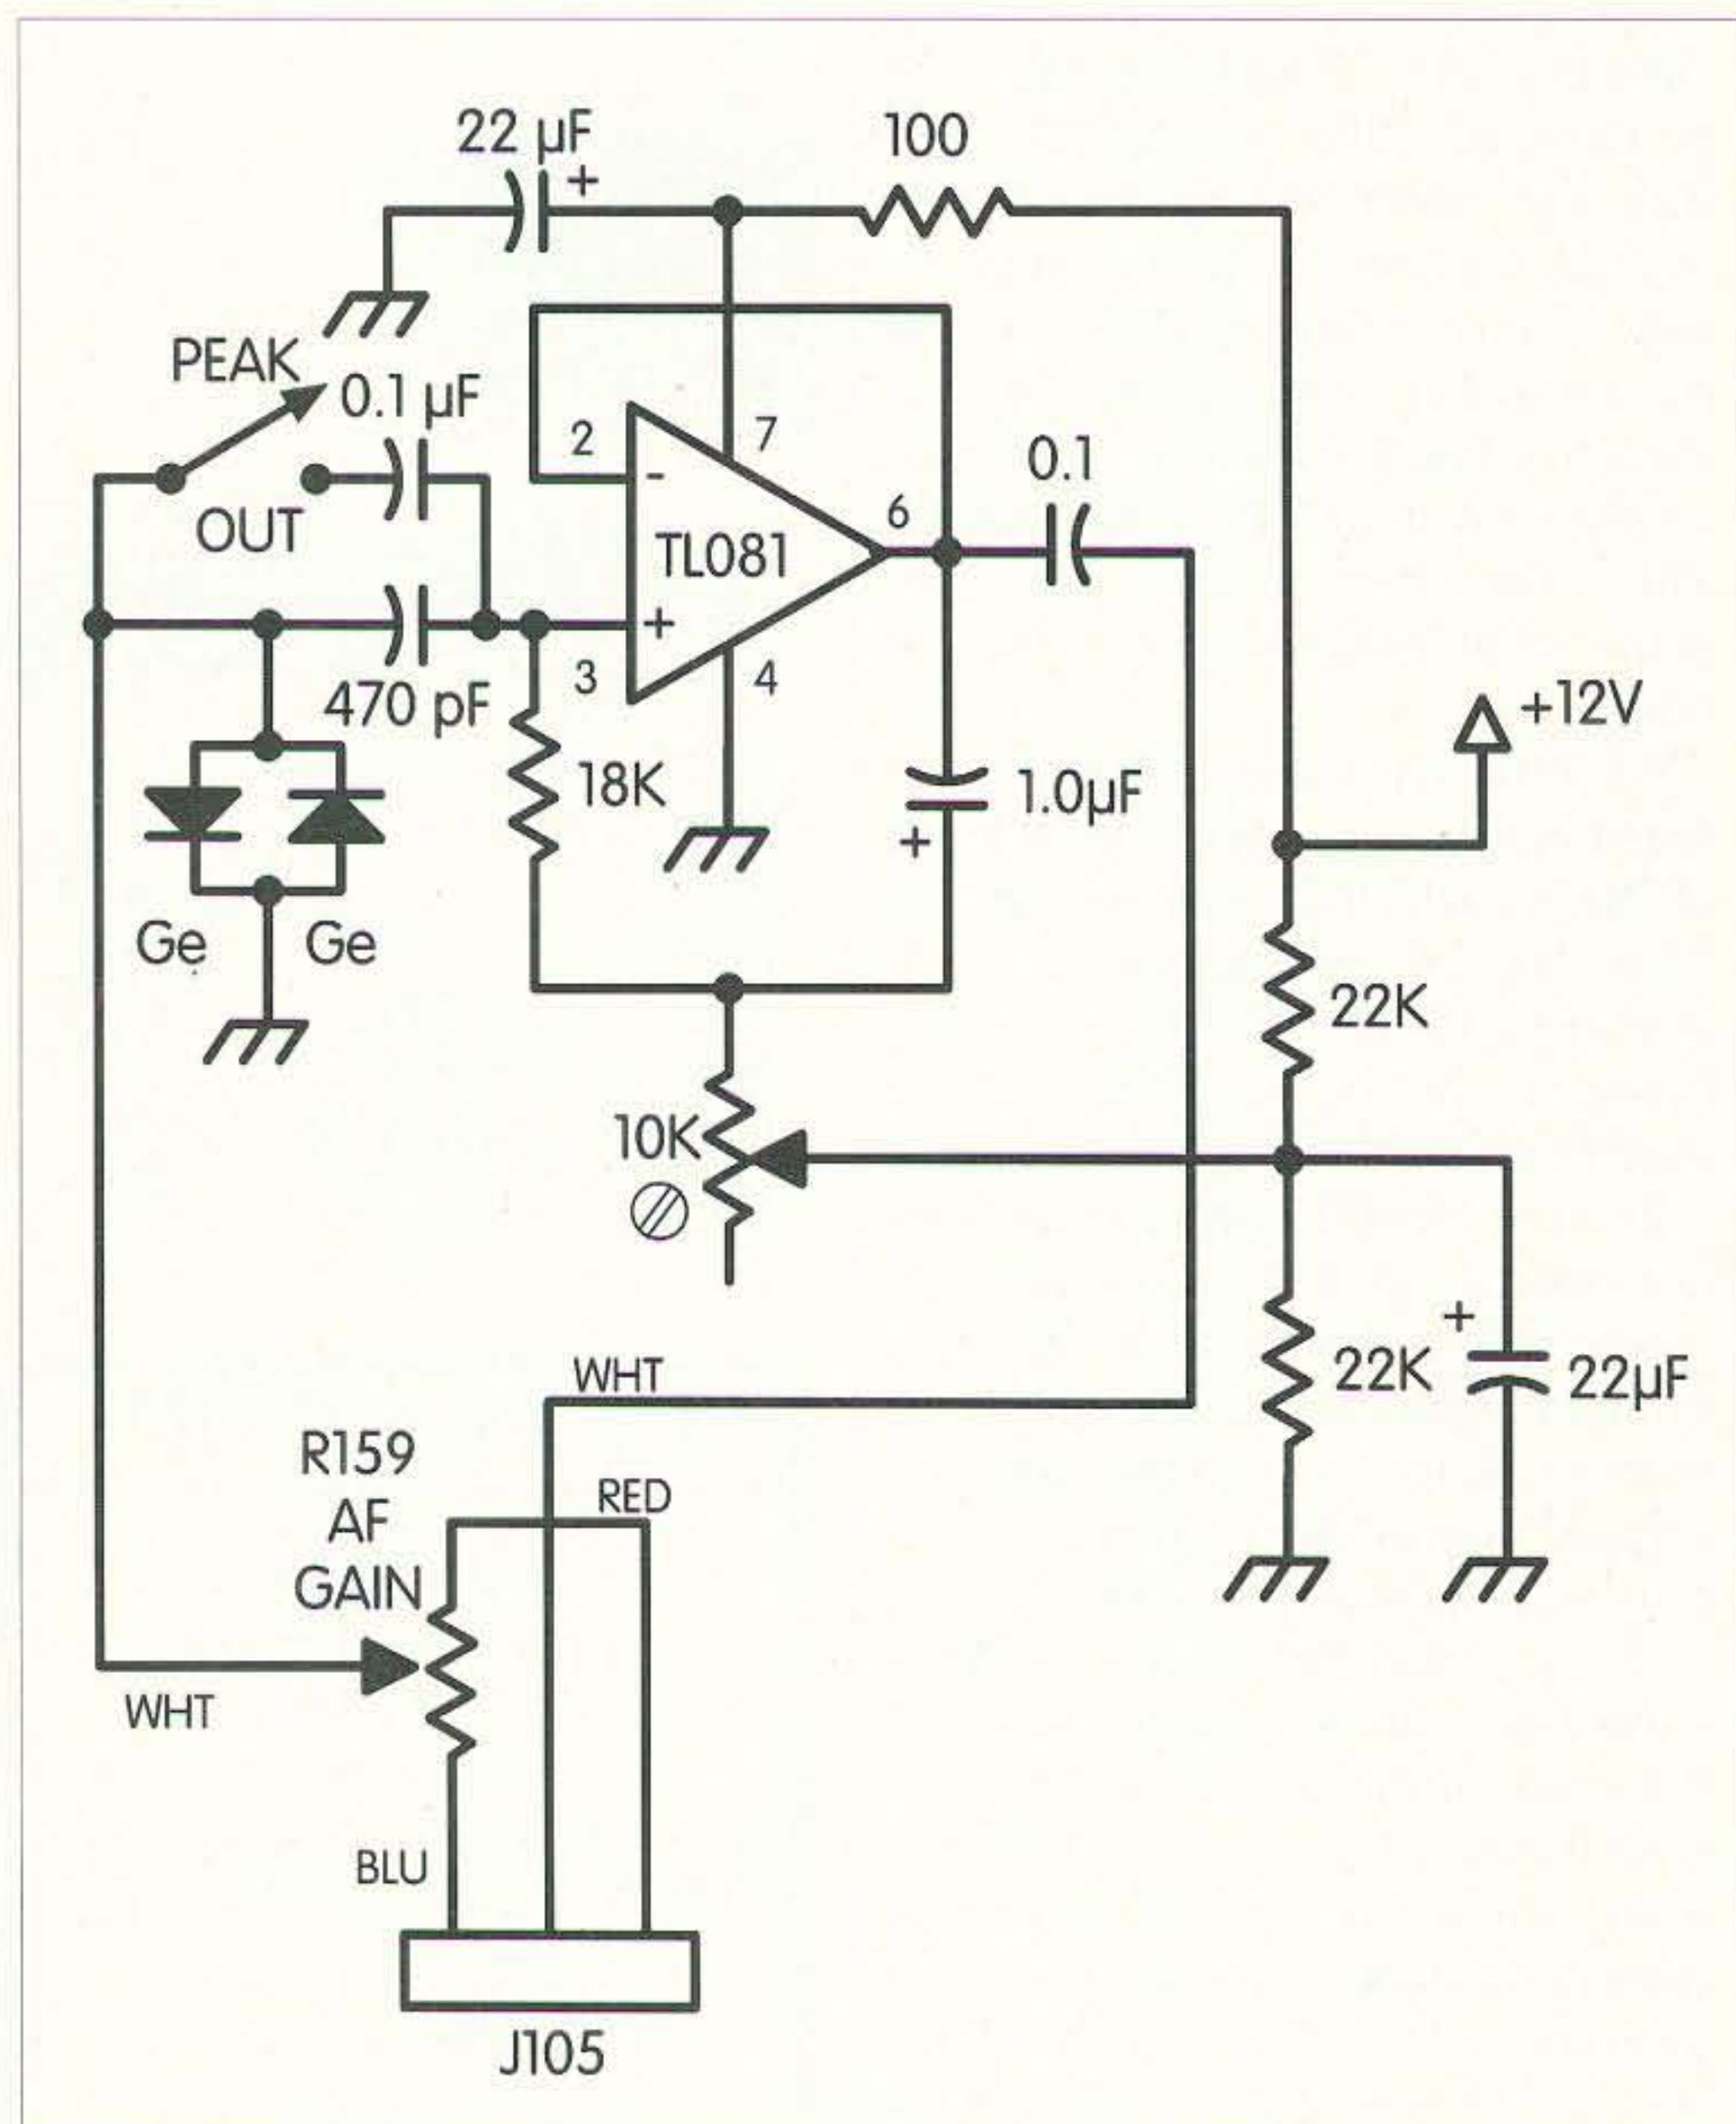 22 µF
+
100
PEAK
0.1 µF
OUT
2
7
-
TL081
6
0.1
+
3
4
470 pF
18K
1.0µF
+
+12V
Ge
Ge
22K
10K
WHT
+
22K
22µF
R159
AF
GAIN
RED
WHT
BLU
J105